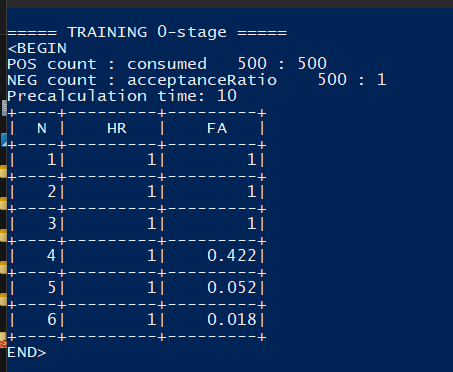 ===== TRAINING 0-stage =====
<BEGIN
POS count : consumed   500 : 500
NEG count : acceptanceRatio    500 : 1
Precalculation time: 10
+----+---------+---------+
|  N |    HR   |    FA   |
+----+---------+---------+
|   1|        1|        1|
+----+---------+---------+
|   2|        1|        1|
+----+---------+---------+
|   3|        1|        1|
+----+---------+---------+
|   4|        1|    0.422|
+----+---------+---------+
|   5|        1|    0.052|
+----+---------+---------+
|   6|        1|    0.018|
+----+---------+---------+
END>